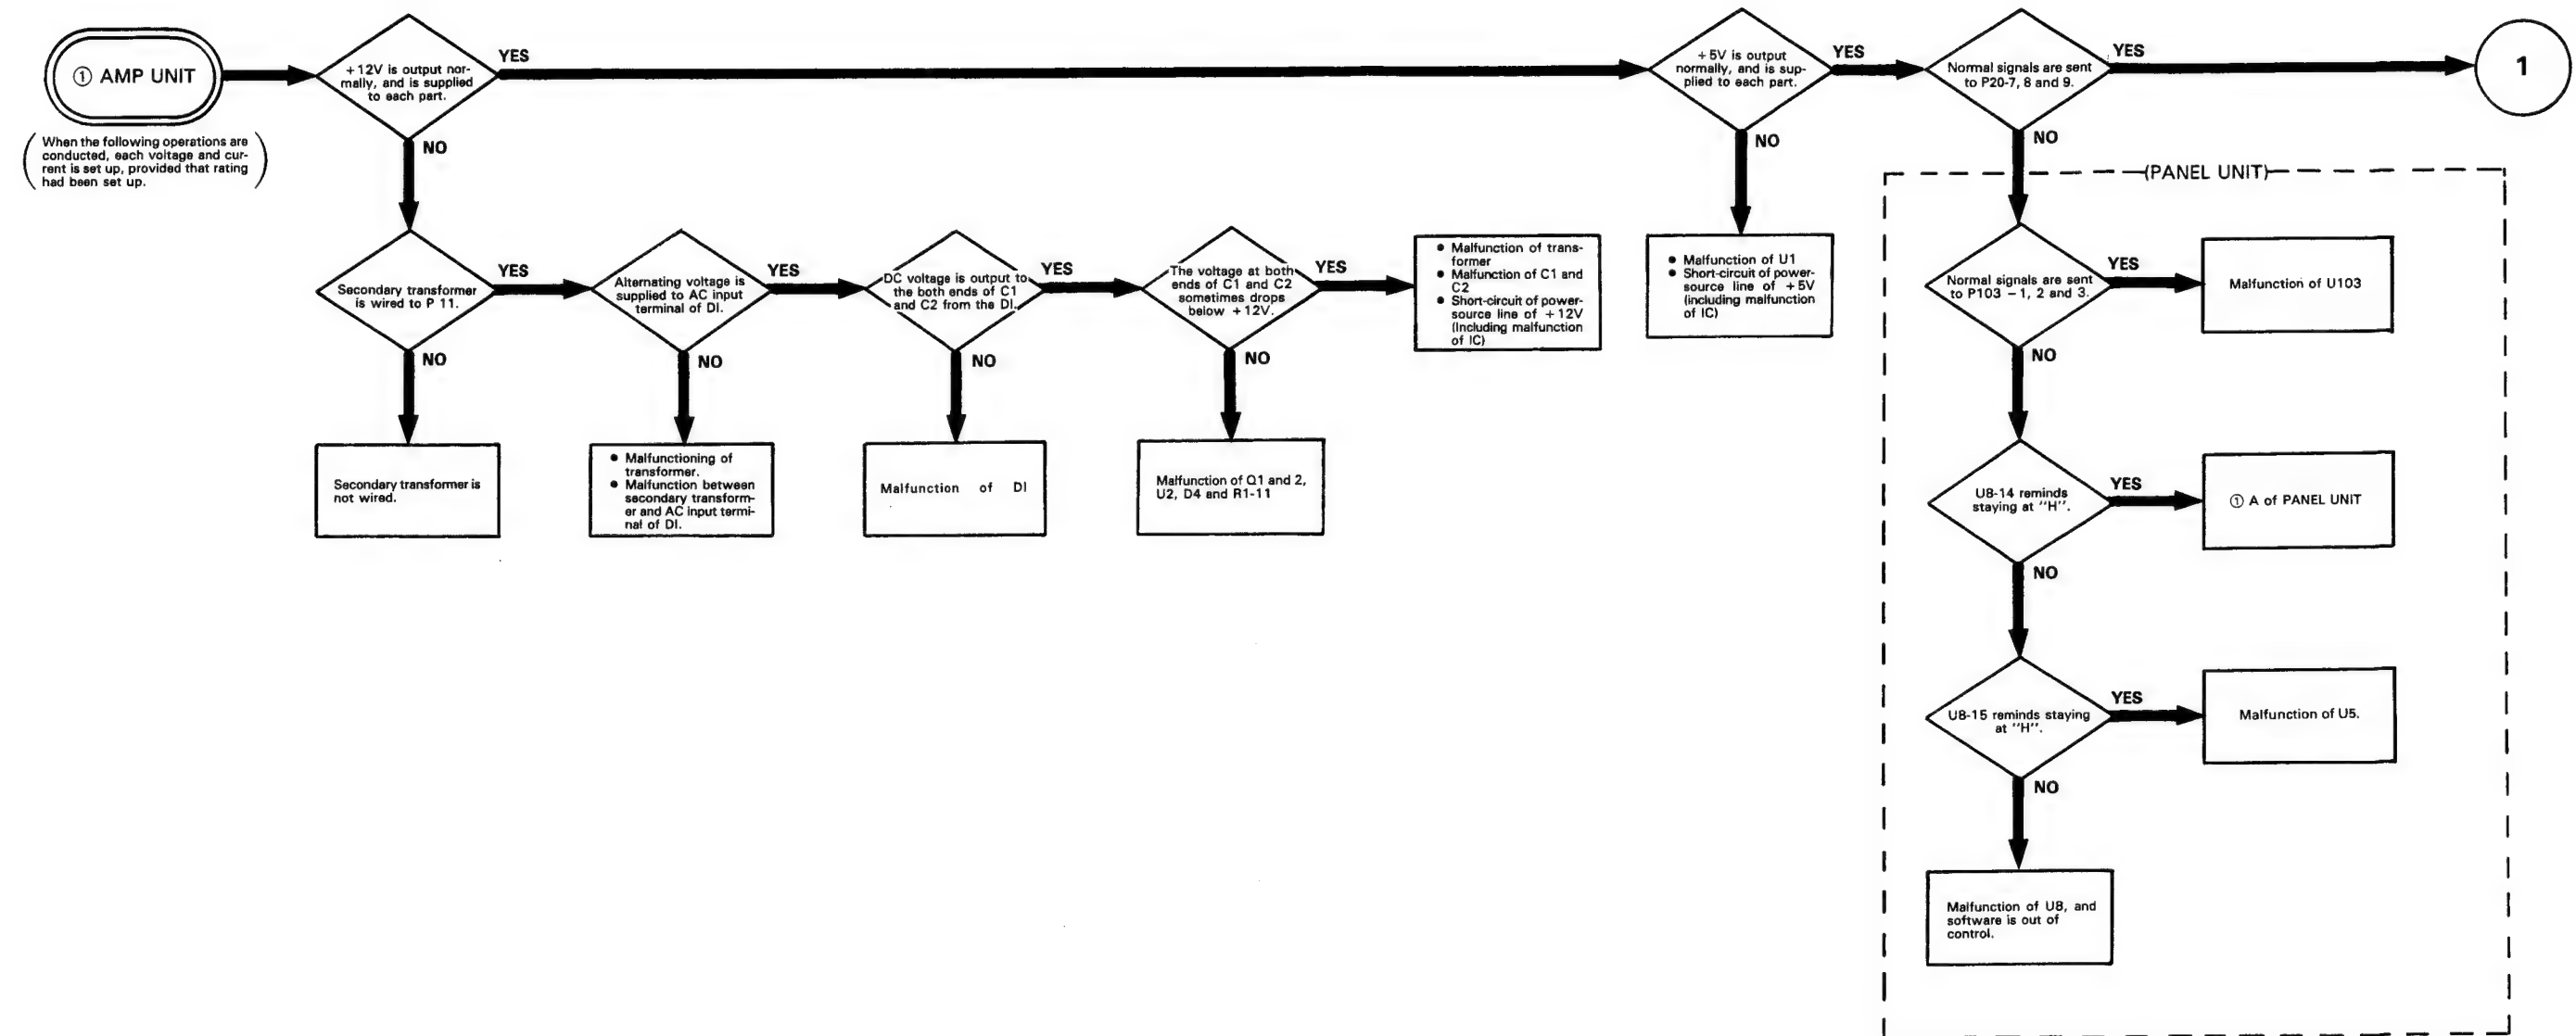 ① AMP UNIT
When the following operations are
conducted, each voltage and cur-
rent is set up, provided that rating
had been set up.
+12V is output nor-
mally, and is supplied
to each part.
YES
NO
+5V is output
normally, and is sup-
plied to each part.
YES
NO
Normal signals are sent
to P20-7, 8 and 9.
YES
NO
1
Secondary transformer
is wired to P 11.
YES
NO
Alternating voltage is
supplied to AC input
terminal of DI.
YES
NO
DC voltage is output to
the both ends of C1
and C2 from the DI.
YES
NO
The voltage at both
ends of C1 and C2
sometimes drops
below +12V.
YES
NO
● Malfunction of trans-
former
● Malfunction of C1 and
C2
● Short-circuit of power-
source line of +12V
(Including malfunction
of IC)
● Malfunction of U1
● Short-circuit of power-
source line of +5V
(including malfunction
of IC)
Secondary transformer is
not wired.
● Malfunctioning of
transformer.
● Malfunction between
secondary transform-
er and AC input termi-
nal of DI.
Malfunction of DI
Malfunction of Q1 and 2,
U2, D4 and R1-11
(PANEL UNIT)
Normal signals are sent
to P103 – 1, 2 and 3.
YES
NO
Malfunction of U103
U8-14 reminds
staying at "H".
YES
NO
① A of PANEL UNIT
U8-15 reminds staying
at "H".
YES
NO
Malfunction of U5.
Malfunction of U8, and
software is out of
control.